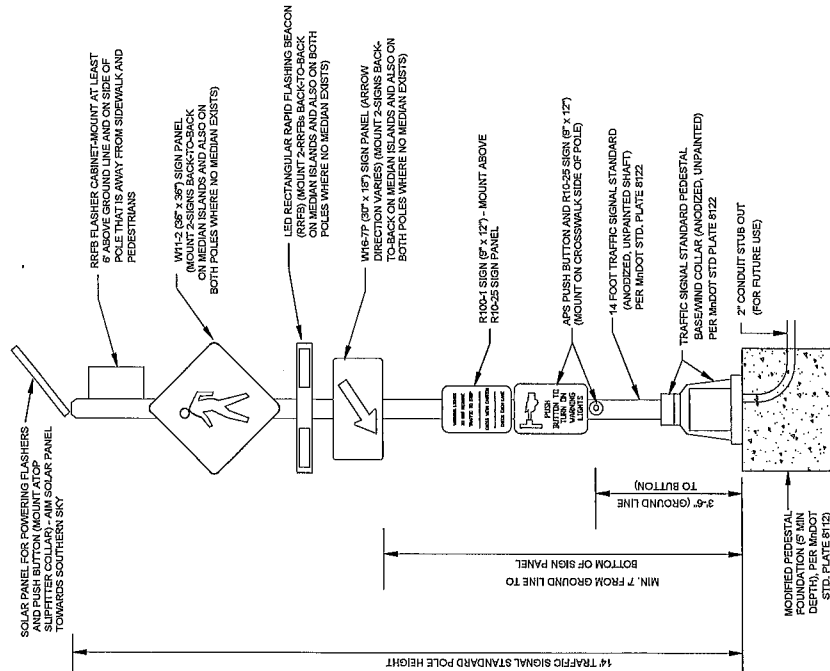 SOLAR PANEL FOR POWERING FLASHERS
AND PUSH BUTTON (MOUNT ATOP
SLIPFITTER COLLAR) - AIM SOLAR PANEL
TOWARDS SOUTHERN SKY
RRFB FLASHER CABINET-MOUNT AT LEAST
6' ABOVE GROUND LINE AND ON SIDE OF
POLE THAT IS AWAY FROM SIDEWALK AND
PEDESTRIANS
W11-2 (36" x 36") SIGN PANEL
(MOUNT 2-SIGNS BACK-TO-BACK
ON MEDIAN ISLANDS AND ALSO ON
BOTH POLES WHERE NO MEDIAN EXISTS)
LED RECTANGULAR RAPID FLASHING BEACON
(RRFB) (MOUNT 2-RRFBs BACK-TO-BACK
ON MEDIAN ISLANDS AND ALSO ON BOTH
POLES WHERE NO MEDIAN EXISTS)
W16-7P (30" x 18") SIGN PANEL (ARROW
DIRECTION VARIES) (MOUNT 2-SIGNS BACK-
TO-BACK ON MEDIAN ISLANDS AND ALSO ON
BOTH POLES WHERE NO MEDIAN EXISTS)
R100-1 SIGN (9" x 12") - MOUNT ABOVE
R10-25 SIGN PANEL
PUSH
BUTTON TO
TURN ON
WARNING
LIGHTS
APS PUSH BUTTON AND R10-25 SIGN (9" x 12")
(MOUNT ON CROSSWALK SIDE OF POLE)
14 FOOT TRAFFIC SIGNAL STANDARD
(ANODIZED, UNPAINTED SHAFT)
PER MnDOT STD. PLATE 8122
TRAFFIC SIGNAL STANDARD PEDESTAL
BASE/WIND COLLAR (ANODIZED, UNPAINTED)
PER MnDOT STD PLATE 8122
2" CONDUIT STUB OUT
(FOR FUTURE USE)
3'-6" (GROUND LINE
TO BUTTON)
MIN. 7' FROM GROUND LINE TO
BOTTOM OF SIGN PANEL
14' TRAFFIC SIGNAL STANDARD POLE HEIGHT
MODIFIED PEDESTAL
FOUNDATION (5' MIN
DEPTH), PER MnDOT
STD. PLATE 8112)